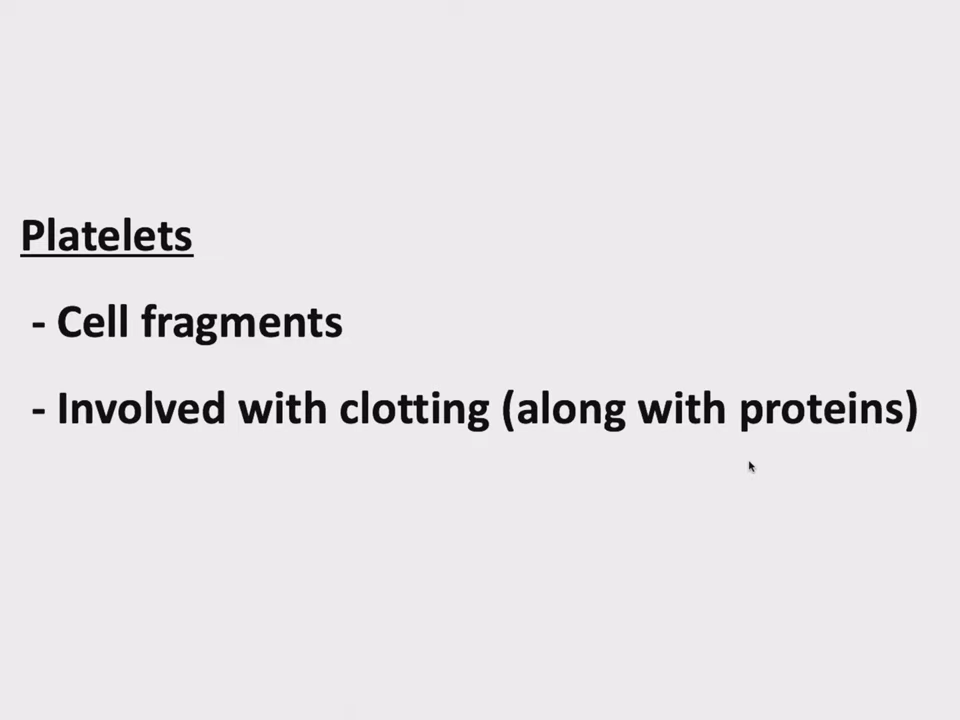 Platelets
- Cell fragments
- Involved with clotting (along with proteins)